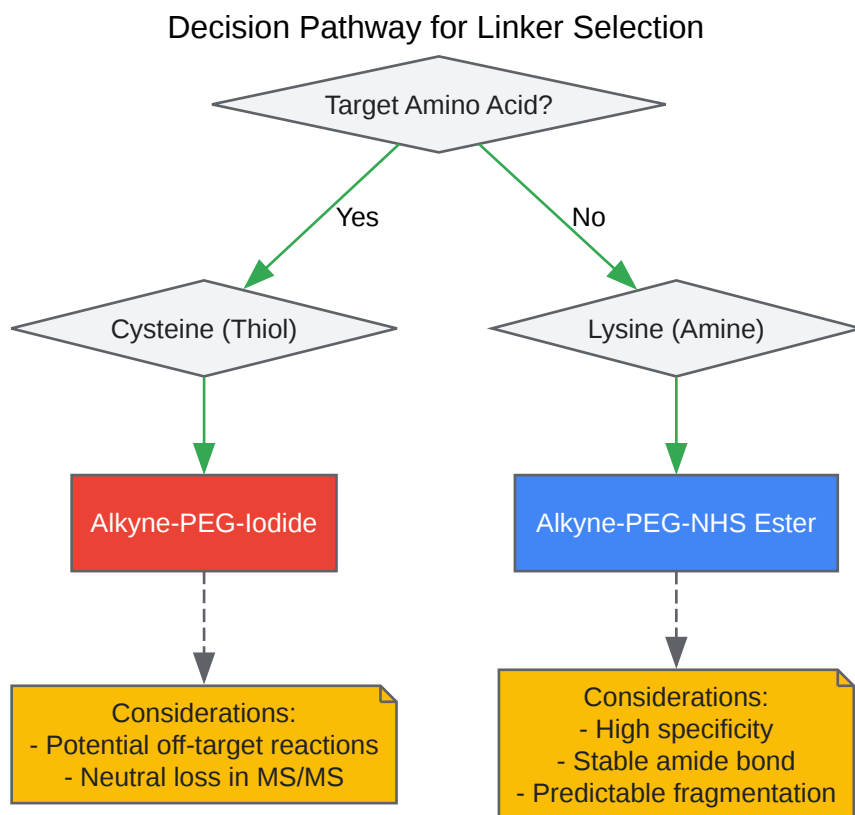 Decision Pathway for Linker Selection
Target Amino Acid?
Yes
No
Cysteine (Thiol)
Lysine (Amine)
Alkyne-PEG-Iodide
Alkyne-PEG-NHS Ester
Considerations:
- Potential off-target reactions
- Neutral loss in MS/MS
Considerations:
- High specificity
- Stable amide bond
- Predictable fragmentation